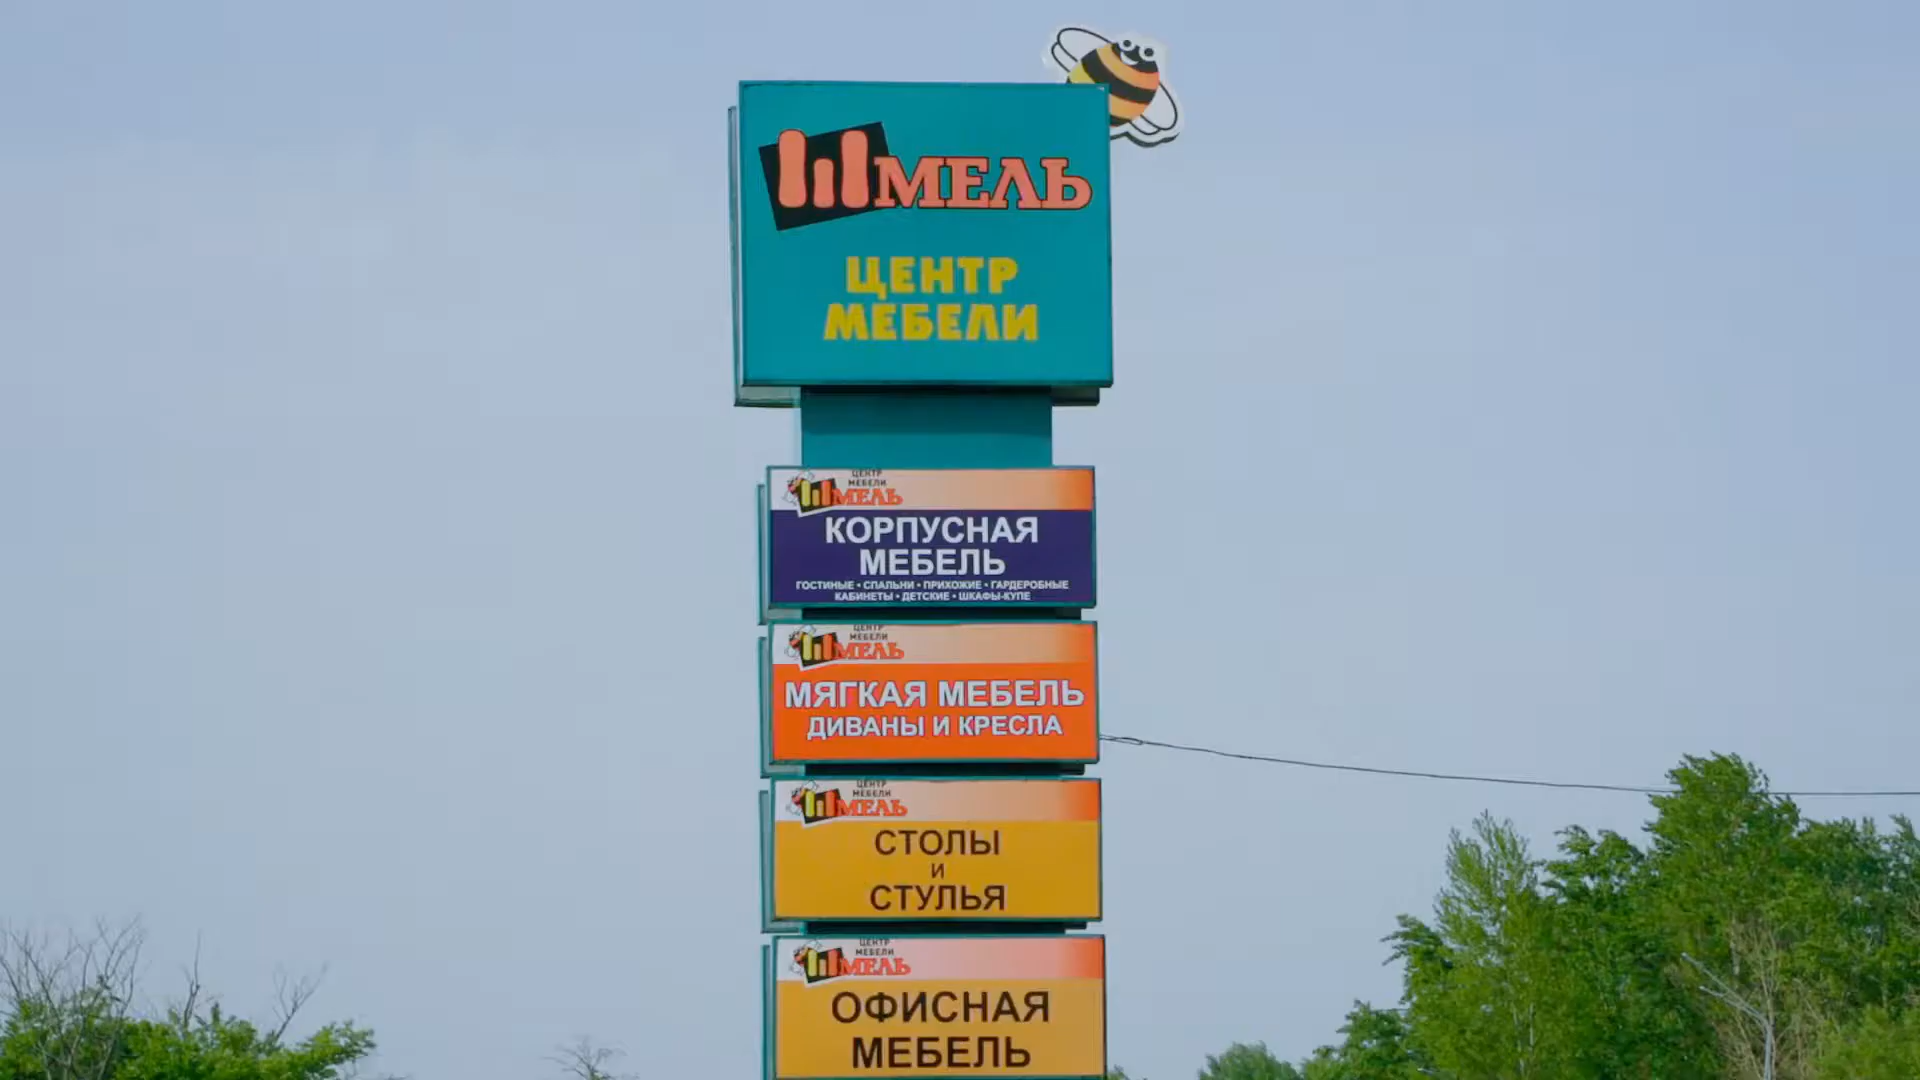 ШМЕЛЬ
ЦЕНТР
МЕБЕЛИ
ЦЕНТР
МЕБЕЛИ
ШМЕЛЬ
КОРПУСНАЯ
МЕБЕЛЬ
ГОСТИНЫЕ • СПАЛЬНИ • ПРИХОЖИЕ • ГАРДЕРОБНЫЕ
КАБИНЕТЫ • ДЕТСКИЕ • ШКАФЫ-КУПЕ
ЦЕНТР
МЕБЕЛИ
ШМЕЛЬ
МЯГКАЯ МЕБЕЛЬ
ДИВАНЫ И КРЕСЛА
ЦЕНТР
МЕБЕЛИ
ШМЕЛЬ
СТОЛЫ
И
СТУЛЬЯ
ЦЕНТР
МЕБЕЛИ
ШМЕЛЬ
ОФИСНАЯ
МЕБЕЛЬ